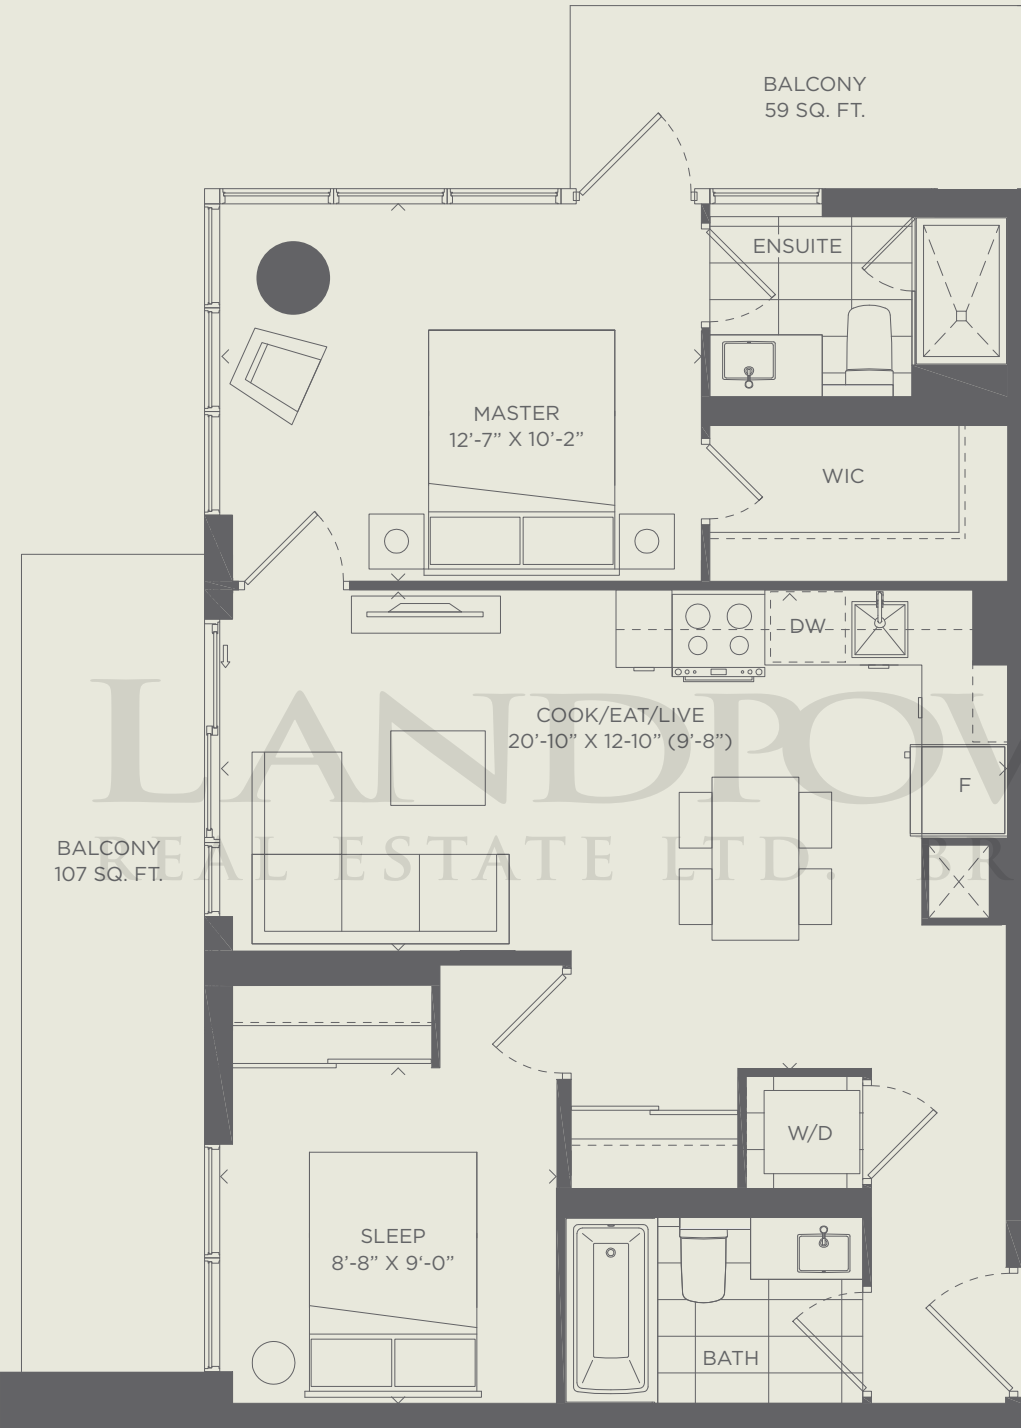 BALCONY
59 SQ. FT.
ENSUITE
MASTER
12’-7” X 10’-2”
WIC
DW
COOK/EAT/LIVE
20’-10” X 12-10” (9’-8”)
LANDPOW
F
BALCONY
107 SQ. FT.
REAL ESTATE LTD. BR
W/D
SLEEP
8’-8” X 9‘-0”
BATH